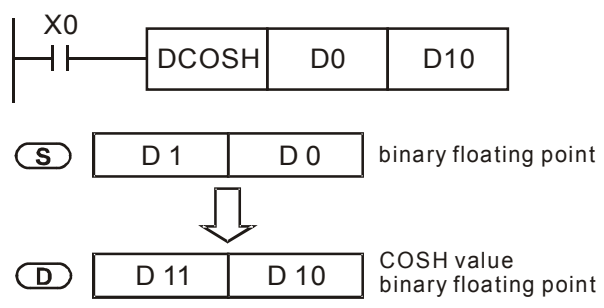 X0
DCOSH D0 D10
S D 1 D 0 binary floating point
D D 11 D 10 COSH value
binary floating point